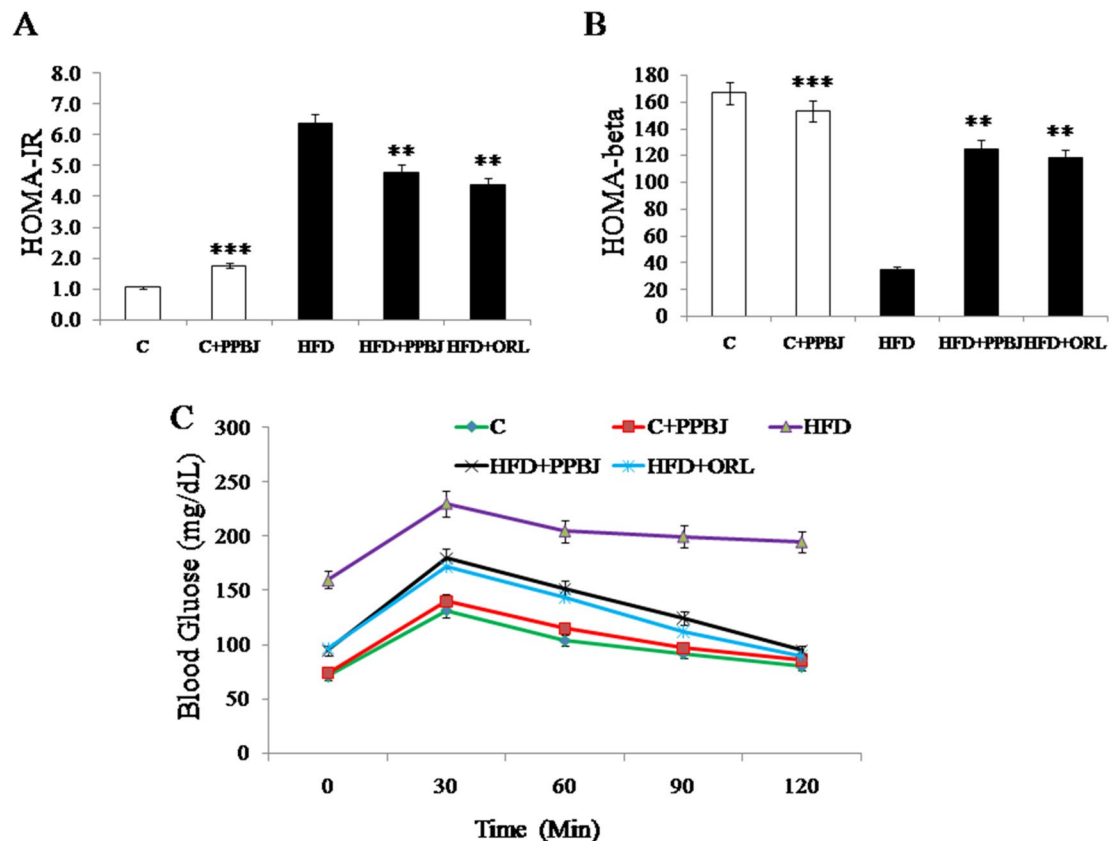 A
HOMA-IR
8.0
7.0
6.0
5.0
4.0
3.0
2.0
1.0
0.0
*** ** **
C C+PPBJ HFD HFD+PPBJ HFD+ORL
B
HOMA-beta
180
160
140
120
100
80
60
40
20
0
*** ** **
C C+PPBJ HFD HFD+PPBJ HFD+ORL
C
C C+PPBJ HFD
HFD+PPBJ HFD+ORL
Blood Gluose (mg/dL)
300
250
200
150
100
50
0
0 30 60 90 120
Time (Min)